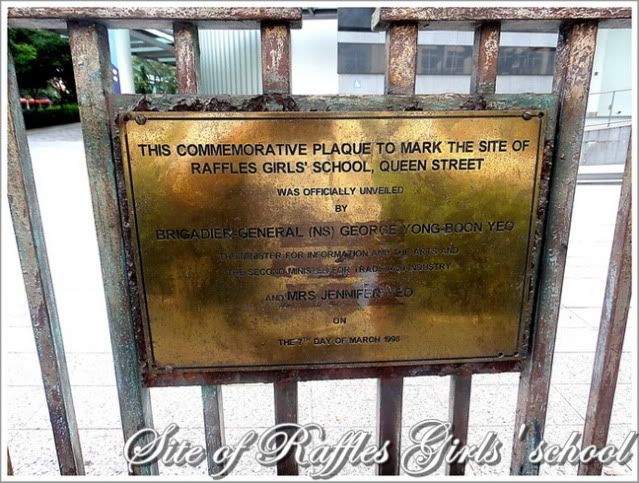 THIS COMMEMORATIVE PLAQUE TO MARK THE SITE OF
RAFFLES GIRLS' SCHOOL, QUEEN STREET
WAS OFFICIALLY UNVEILED
BY
BRIGADIER-GENERAL (NS) GEORGE YONG-BOON YEO
THE MINISTER FOR INFORMATION AND THE ARTS AND
THE SECOND MINISTER FOR TRADE AND INDUSTRY
AND MRS JENNIFER YEO
ON
THE 7TH DAY OF MARCH
Site of Raffles Girls 'school